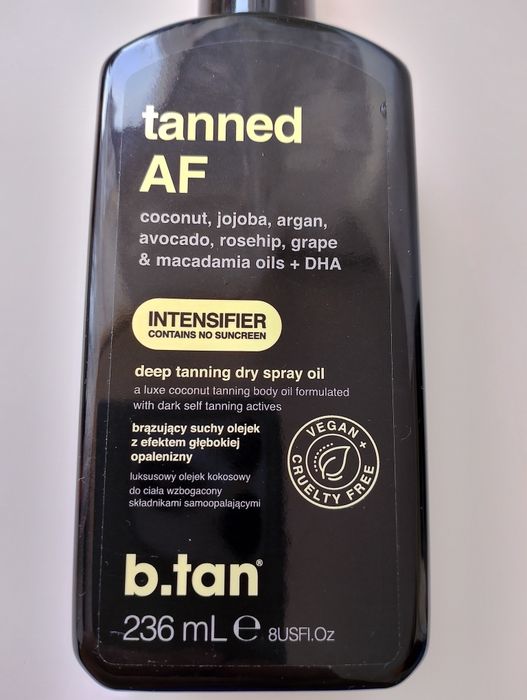 tanned
AF
coconut, jojoba, argan,
avocado, rosehip, grape
& macadamia oils + DHA
INTENSIFIER
CONTAINS NO SUNCREEN
deep tanning dry spray oil
a luxe coconut tanning body oil formulated
with dark self tanning actives
brązujący suchy olejek
z efektem głębokiej
opalenizny
luksusowy olejek kokosowy
do ciała wzbogacony
składnikami samoopalającymi
VEGAN +
CRUELTY FREE
b.tan®
236 mL ℮ 8USFl.Oz